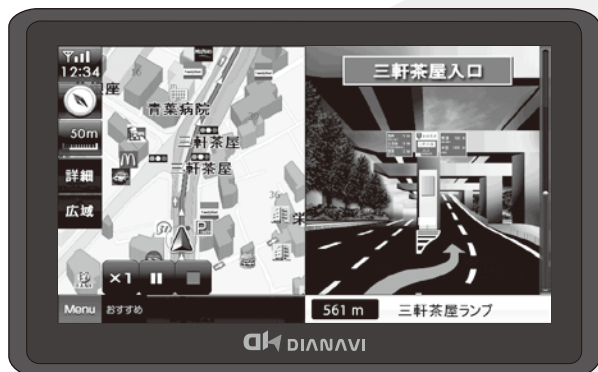 12:34
座
青葉病院
50m
三軒茶屋
三軒茶屋
詳細
広域
36
栄
×1
Menu
おすすめ
三軒茶屋入口
561 m
三軒茶屋ランプ
DIANAVI